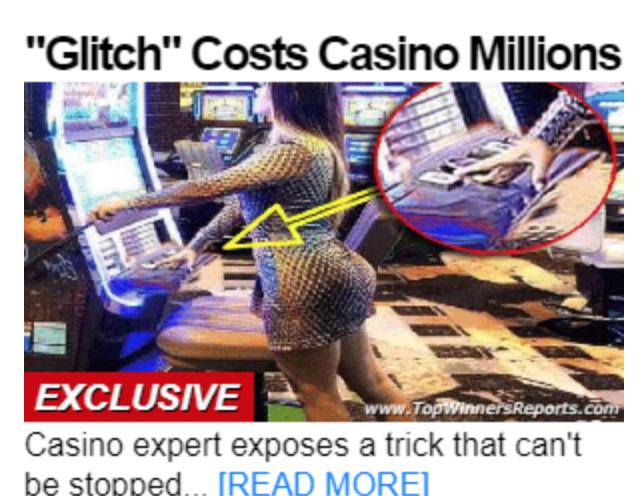 "Glitch" Costs Casino Millions
EXCLUSIVE
www.TopWinnersReports.com
Casino expert exposes a trick that can't
be stopped... [READ MORE]